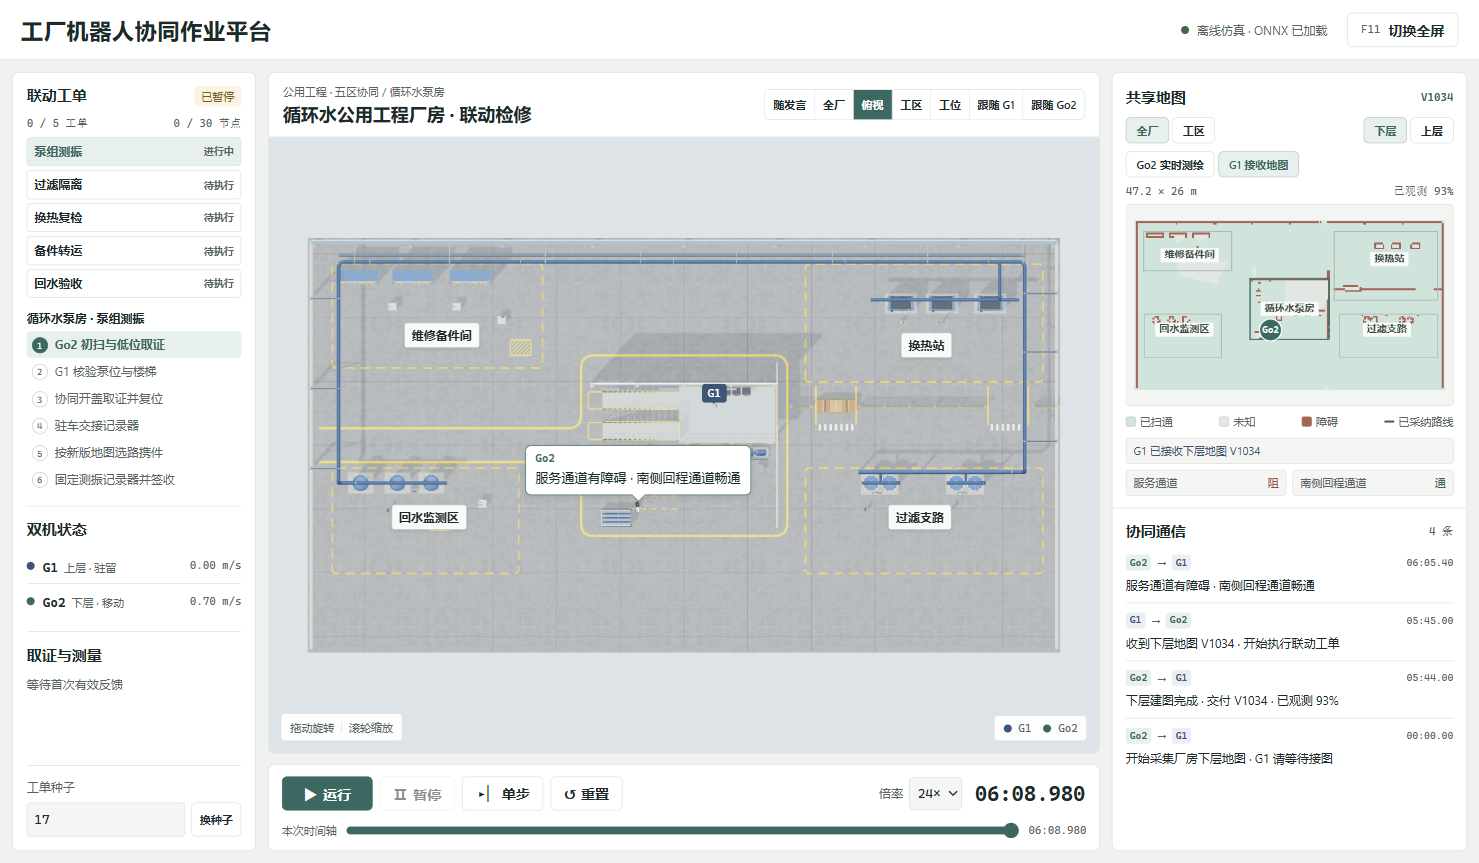 工厂机器人协同作业平台
离线仿真 · ONNX 已加载
F11 切换全屏
联动工单
已暂停
0 / 5 工单
0 / 30 节点
泵组测振
进行中
过滤隔离
待执行
换热复检
待执行
备件转运
待执行
回水验收
待执行
循环水泵房 · 泵组测振
1 Go2 初扫与低位取证
2 G1 核验泵位与楼梯
3 协同开盖取证并复位
4 驻车交接记录器
5 按新版地图选路携件
6 固定测振记录器并签收
双机状态
G1 上层 · 驻留
0.00 m/s
Go2 下层 · 移动
0.70 m/s
取证与测量
等待首次有效反馈
工单种子
17
换种子
公用工程 · 五区协同 / 循环水泵房
循环水公用工程厂房 · 联动检修
随发言
全厂
俯视
工区
工位
跟随 G1
跟随 Go2
维修备件间
换热站
G1
Go2
服务通道有障碍 · 南侧回程通道畅通
回水监测区
过滤支路
拖动旋转
滚轮缩放
G1
Go2
运行
暂停
单步
重置
倍率
24×
06:08.980
本次时间轴
06:08.980
共享地图
V1034
全厂
工区
下层
上层
Go2 实时测绘
G1 接收地图
47.2 × 26 m
已观测 93%
维修备件间
换热站
循环水泵房
Go2
回水监测区
过滤支路
已扫通
未知
障碍
已采纳路线
G1 已接收下层地图 V1034
服务通道
阻
南侧回程通道
通
协同通信
4 条
Go2 → G1
06:05.40
服务通道有障碍 · 南侧回程通道畅通
G1 → Go2
05:45.00
收到下层地图 V1034 · 开始执行联动工单
Go2 → G1
05:44.00
下层建图完成 · 交付 V1034 · 已观测 93%
Go2 → G1
00:00.00
开始采集厂房下层地图 · G1 请等待接图